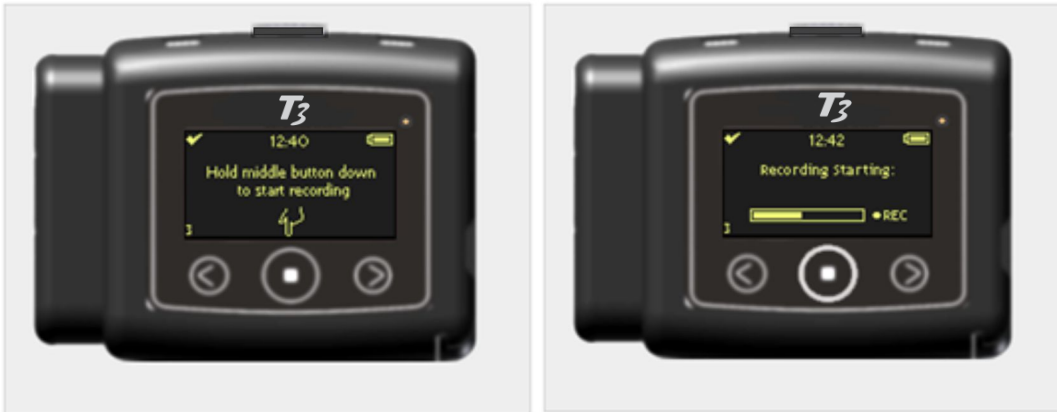 T3
12:40
Hold middle button down
to start recording
3
T3
12:42
Recording Starting:
REC
3